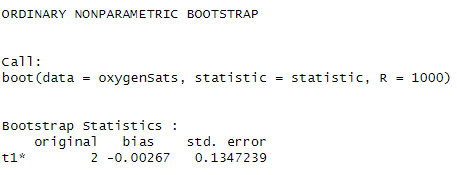 ORDINARY NONPARAMETRIC BOOTSTRAP
Call:
boot(data = oxygenSats, statistic = statistic, R = 1000)
Bootstrap Statistics :
original bias std. error
t1* 2 -0.00267 0.1347239